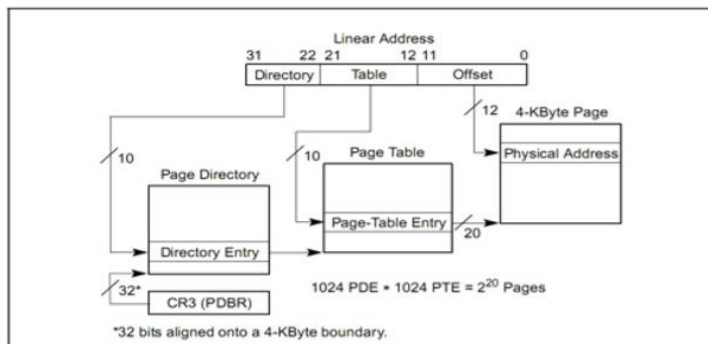 Linear Address
31 22 21 12 11 0
Directory Table Offset
12 4-KByte Page
10 10 Page Table Physical Address
Page Directory
Page-Table Entry 20
Directory Entry
32* 1024 PDE * 1024 PTE = 2²⁰ Pages
CR3 (PDBR)
*32 bits aligned onto a 4-KByte boundary.